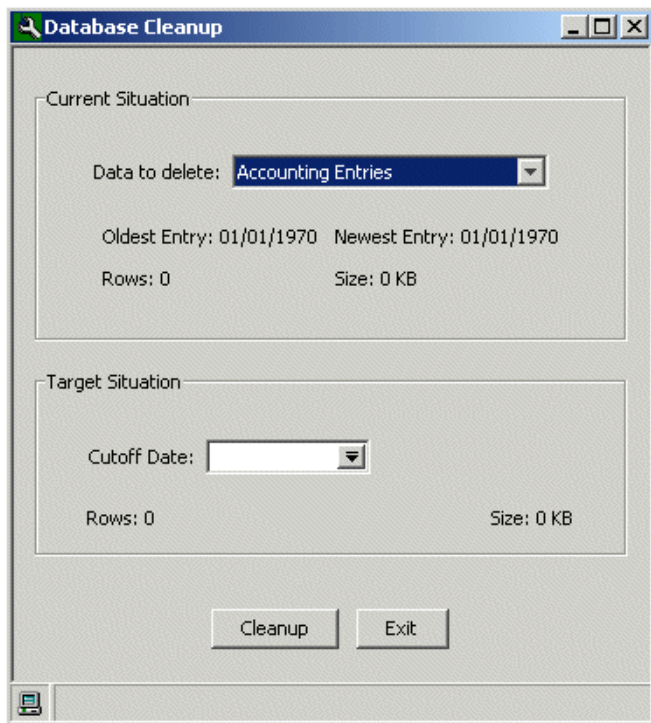 Database Cleanup
Current Situation
Data to delete: Accounting Entries
Oldest Entry: 01/01/1970 Newest Entry: 01/01/1970
Rows: 0 Size: 0 KB
Target Situation
Cutoff Date:
Rows: 0 Size: 0 KB
Cleanup Exit